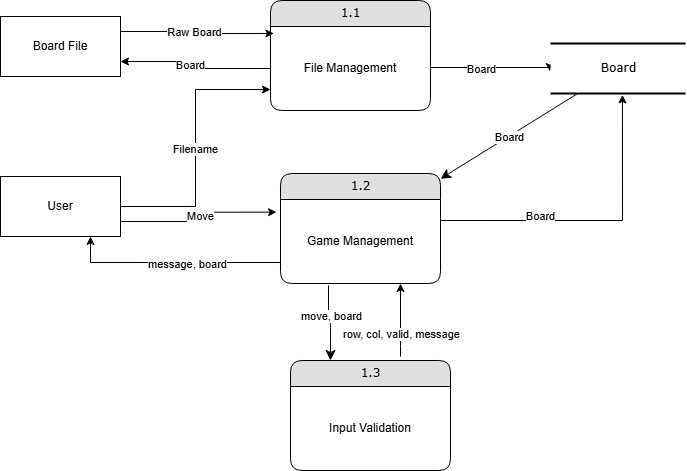 1.1
Board File
Raw Board
File Management
Board
Board
Board
Filename
Board
1.2
User
Move
Game Management
Board
message, board
move, board
row, col, valid, message
1.3
Input Validation